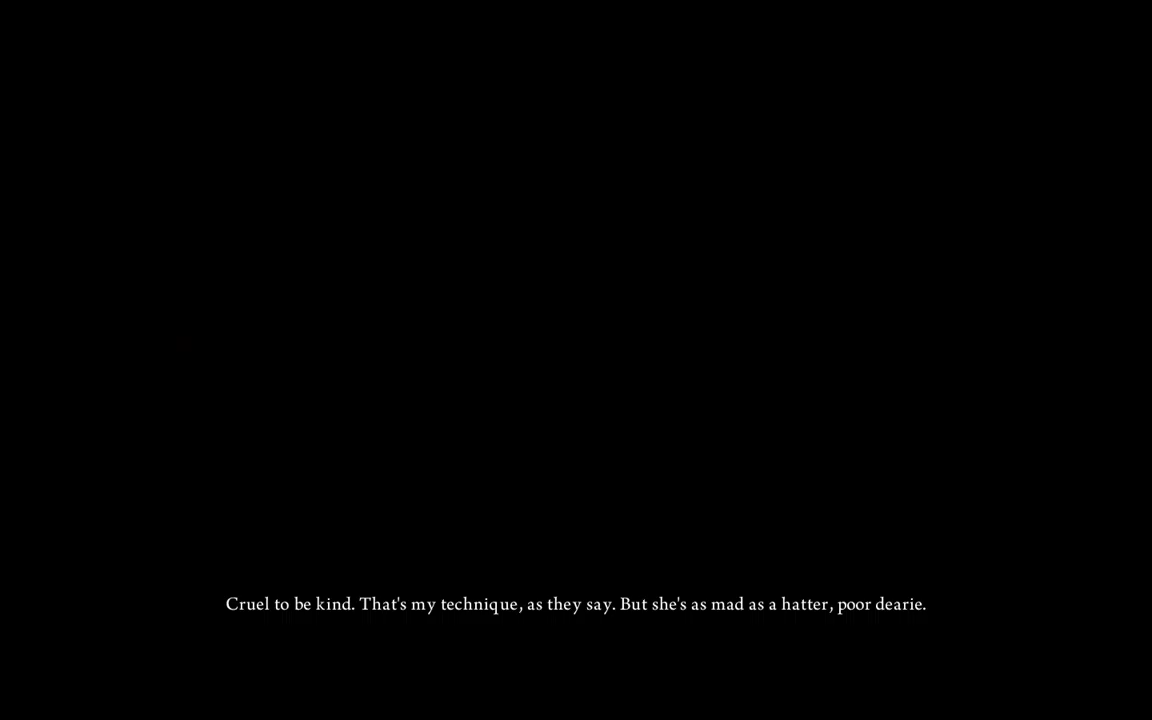 Cruel to be kind. That's my technique, as they say. But she's as mad as a hatter, poor dearie.